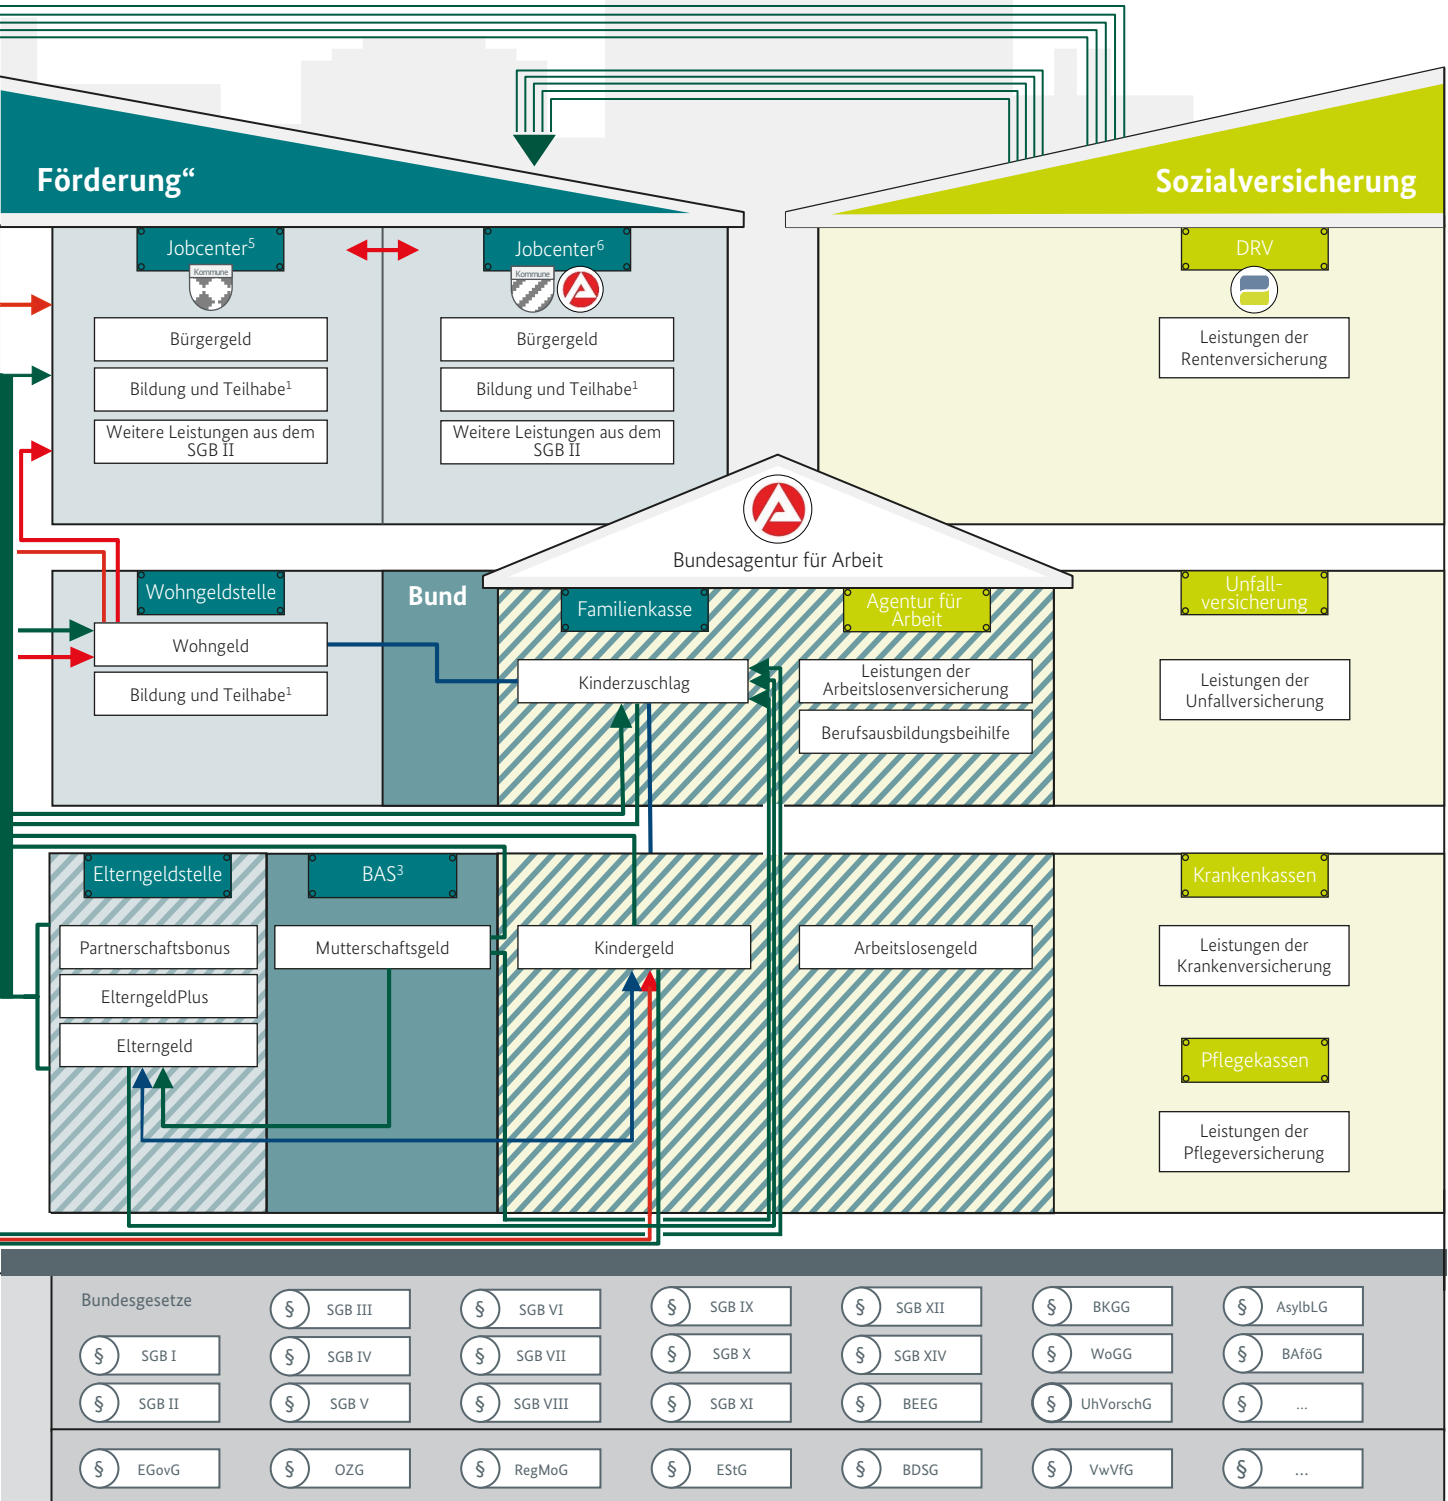 Förderung“
Sozialversicherung
Jobcenter⁵
Kommune
Bürgergeld
Bildung und Teilhabe¹
Weitere Leistungen aus dem
SGB II
Jobcenter⁶
Kommune
Bürgergeld
Bildung und Teilhabe¹
Weitere Leistungen aus dem
SGB II
DRV
Leistungen der
Rentenversicherung
Bundesagentur für Arbeit
Wohngeldstelle
Wohngeld
Bildung und Teilhabe¹
Bund
Familienkasse
Kinderzuschlag
Agentur für
Arbeit
Leistungen der
Arbeitslosenversicherung
Berufsausbildungsbeihilfe
Unfall-
versicherung
Leistungen der
Unfallversicherung
Elterngeldstelle
Partnerschaftsbonus
ElterngeldPlus
Elterngeld
BAS³
Mutterschaftsgeld
Kindergeld
Arbeitslosengeld
Krankenkassen
Leistungen der
Krankenversicherung
Pflegekassen
Leistungen der
Pflegeversicherung
Bundesgesetze
§ SGB I
§ SGB II
§ SGB III
§ SGB IV
§ SGB V
§ SGB VI
§ SGB VII
§ SGB VIII
§ SGB IX
§ SGB X
§ SGB XI
§ SGB XII
§ SGB XIV
§ BEEG
§ BKGG
§ WoGG
§ UhVorschG
§ AsylbLG
§ BAföG
§ ...
§ EGovG
§ OZG
§ RegMoG
§ EStG
§ BDSG
§ VwVfG
§ ...